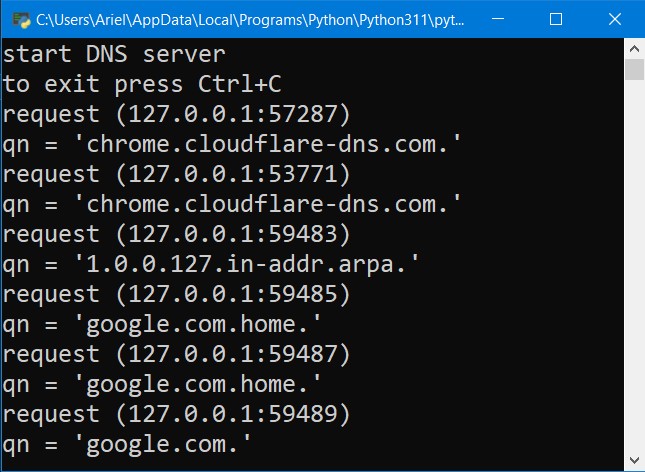 C:\Users\Ariel\AppData\Local\Programs\Python\Python311\pyt...
start DNS server
to exit press Ctrl+C
request (127.0.0.1:57287)
qn = 'chrome.cloudflare-dns.com.'
request (127.0.0.1:53771)
qn = 'chrome.cloudflare-dns.com.'
request (127.0.0.1:59483)
qn = '1.0.0.127.in-addr.arpa.'
request (127.0.0.1:59485)
qn = 'google.com.home.'
request (127.0.0.1:59487)
qn = 'google.com.home.'
request (127.0.0.1:59489)
qn = 'google.com.'